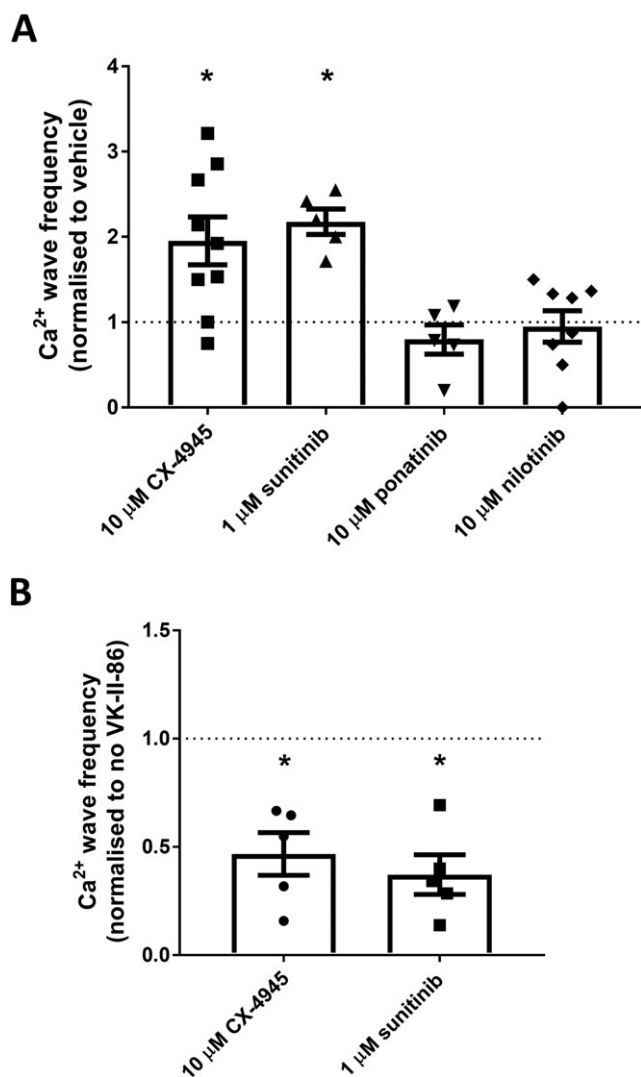 A
* *
Ca²⁺ wave frequency
(normalised to vehicle)
4
3
2
1
0
10 μM CX-4945
1 μM sunitinib
10 μM ponatinib
10 μM nilotinib
B
Ca²⁺ wave frequency
(normalised to no VK-II-86)
1.5
1.0
* *
0.5
0.0
10 μM CX-4945
1 μM sunitinib